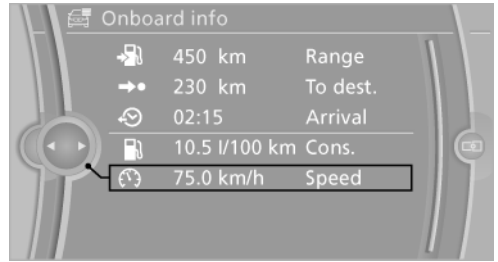 Onboard info
450 km Range
230 km To dest.
02:15 Arrival
10.5 l/100 km Cons.
75.0 km/h Speed